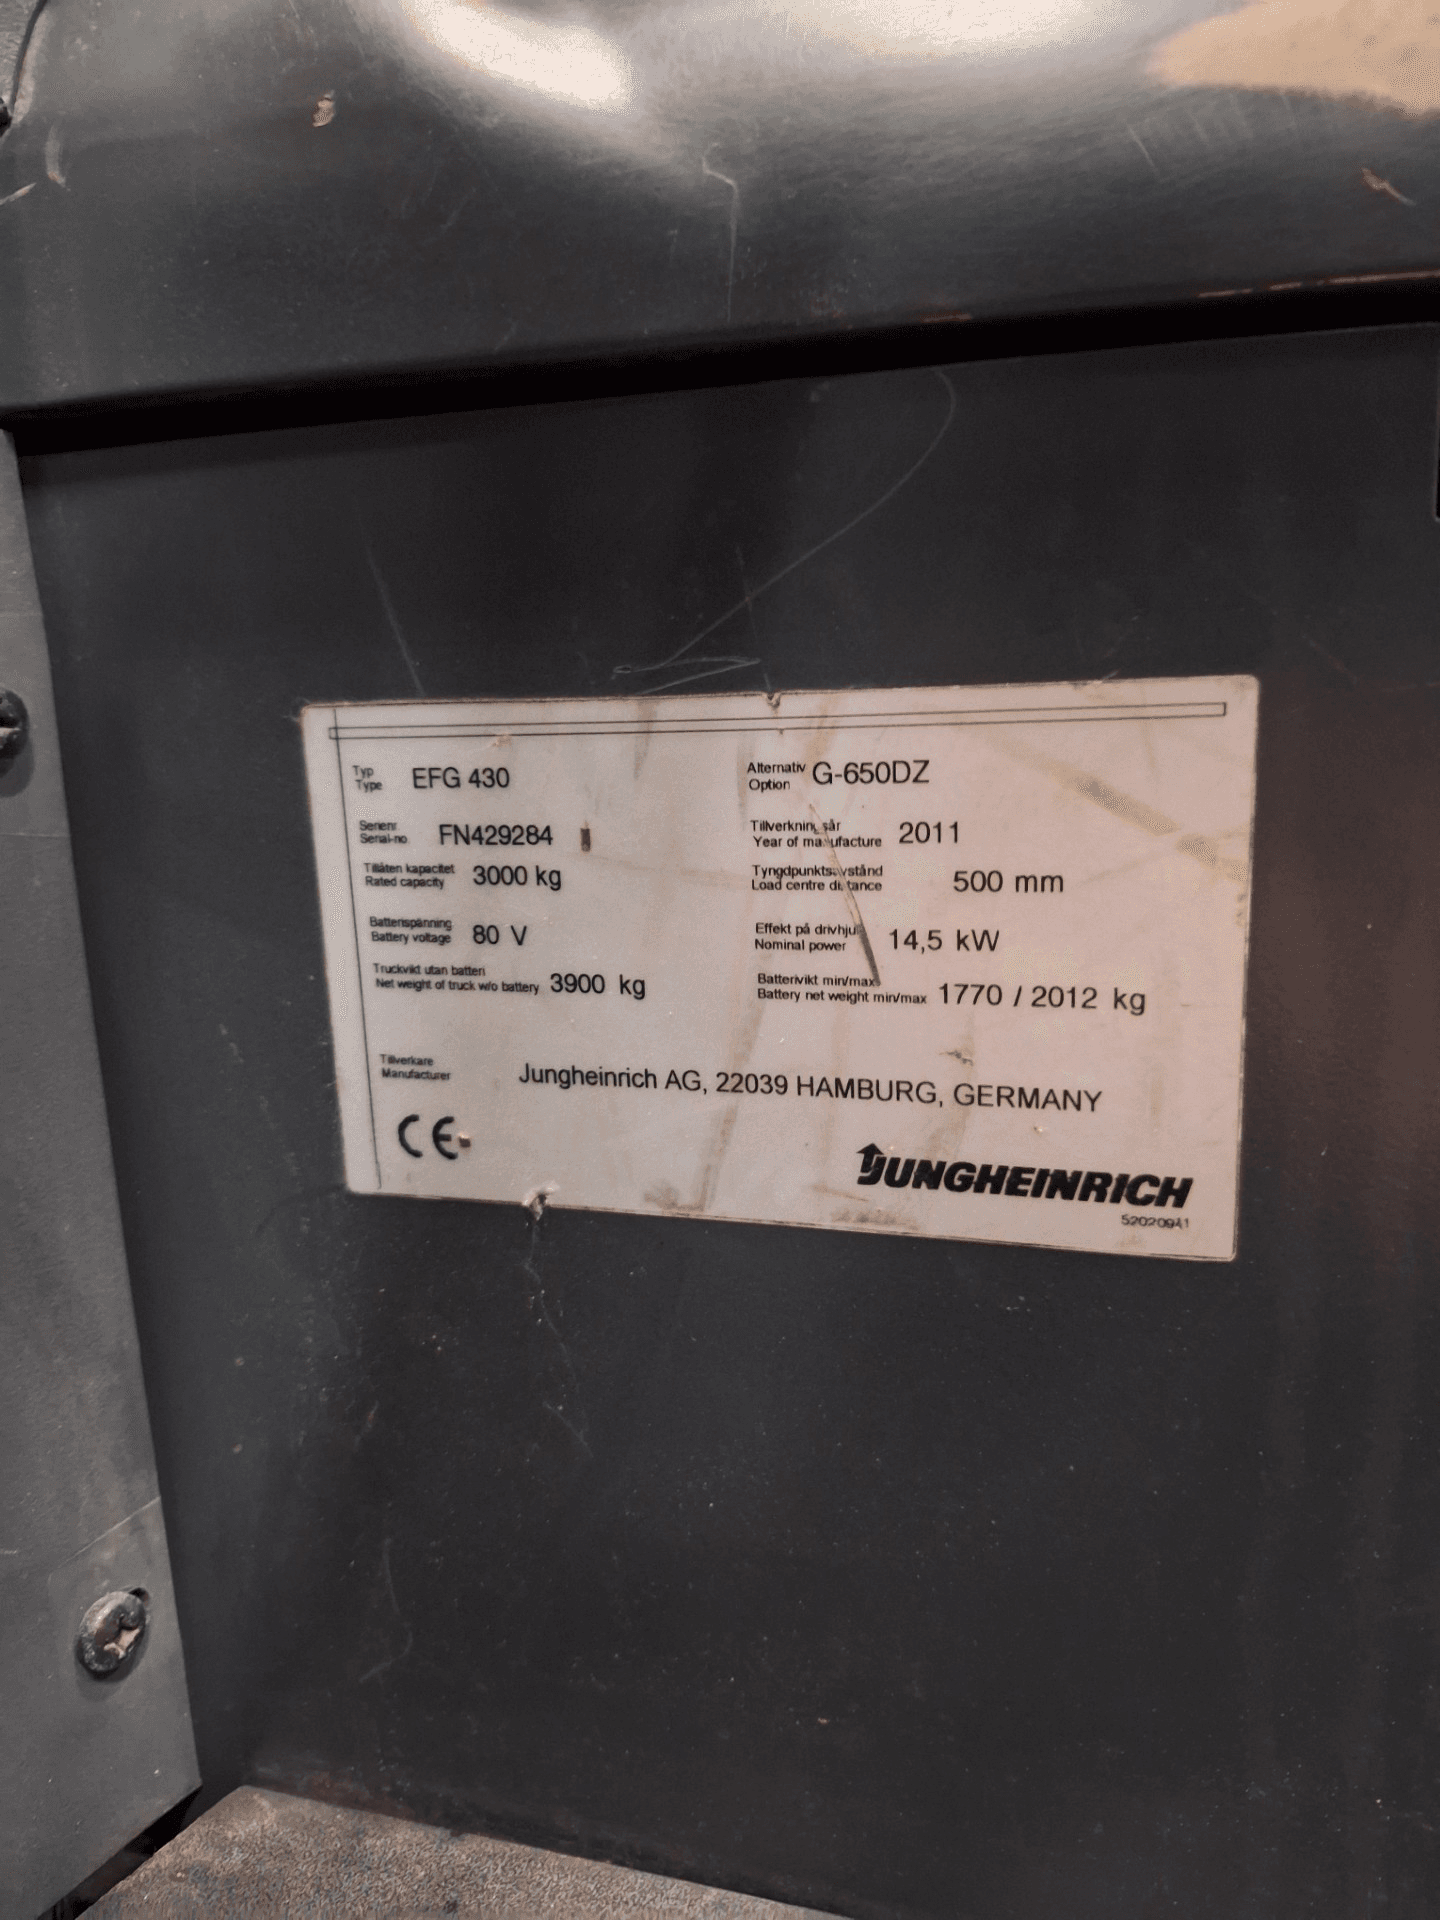 Typ EFG 430 Alternativ G-650DZ
Type Option
Serienr FN429284 Tillverkningsår 2011
Serial-no Year of manufacture
Tillåten kapacitet 3000 kg Tyngdpunktsavstånd 500 mm
Rated capacity Load centre distance
Batterispänning 80 V Effekt på drivhjul 14,5 kW
Battery voltage Nominal power
Truckvikt utan batteri 3900 kg Batterivikt min/max 1770 / 2012 kg
Net weight of truck w/o battery Battery net weight min/max
Tillverkare Jungheinrich AG, 22039 HAMBURG, GERMANY
Manufacturer
CE
JUNGHEINRICH
52020941